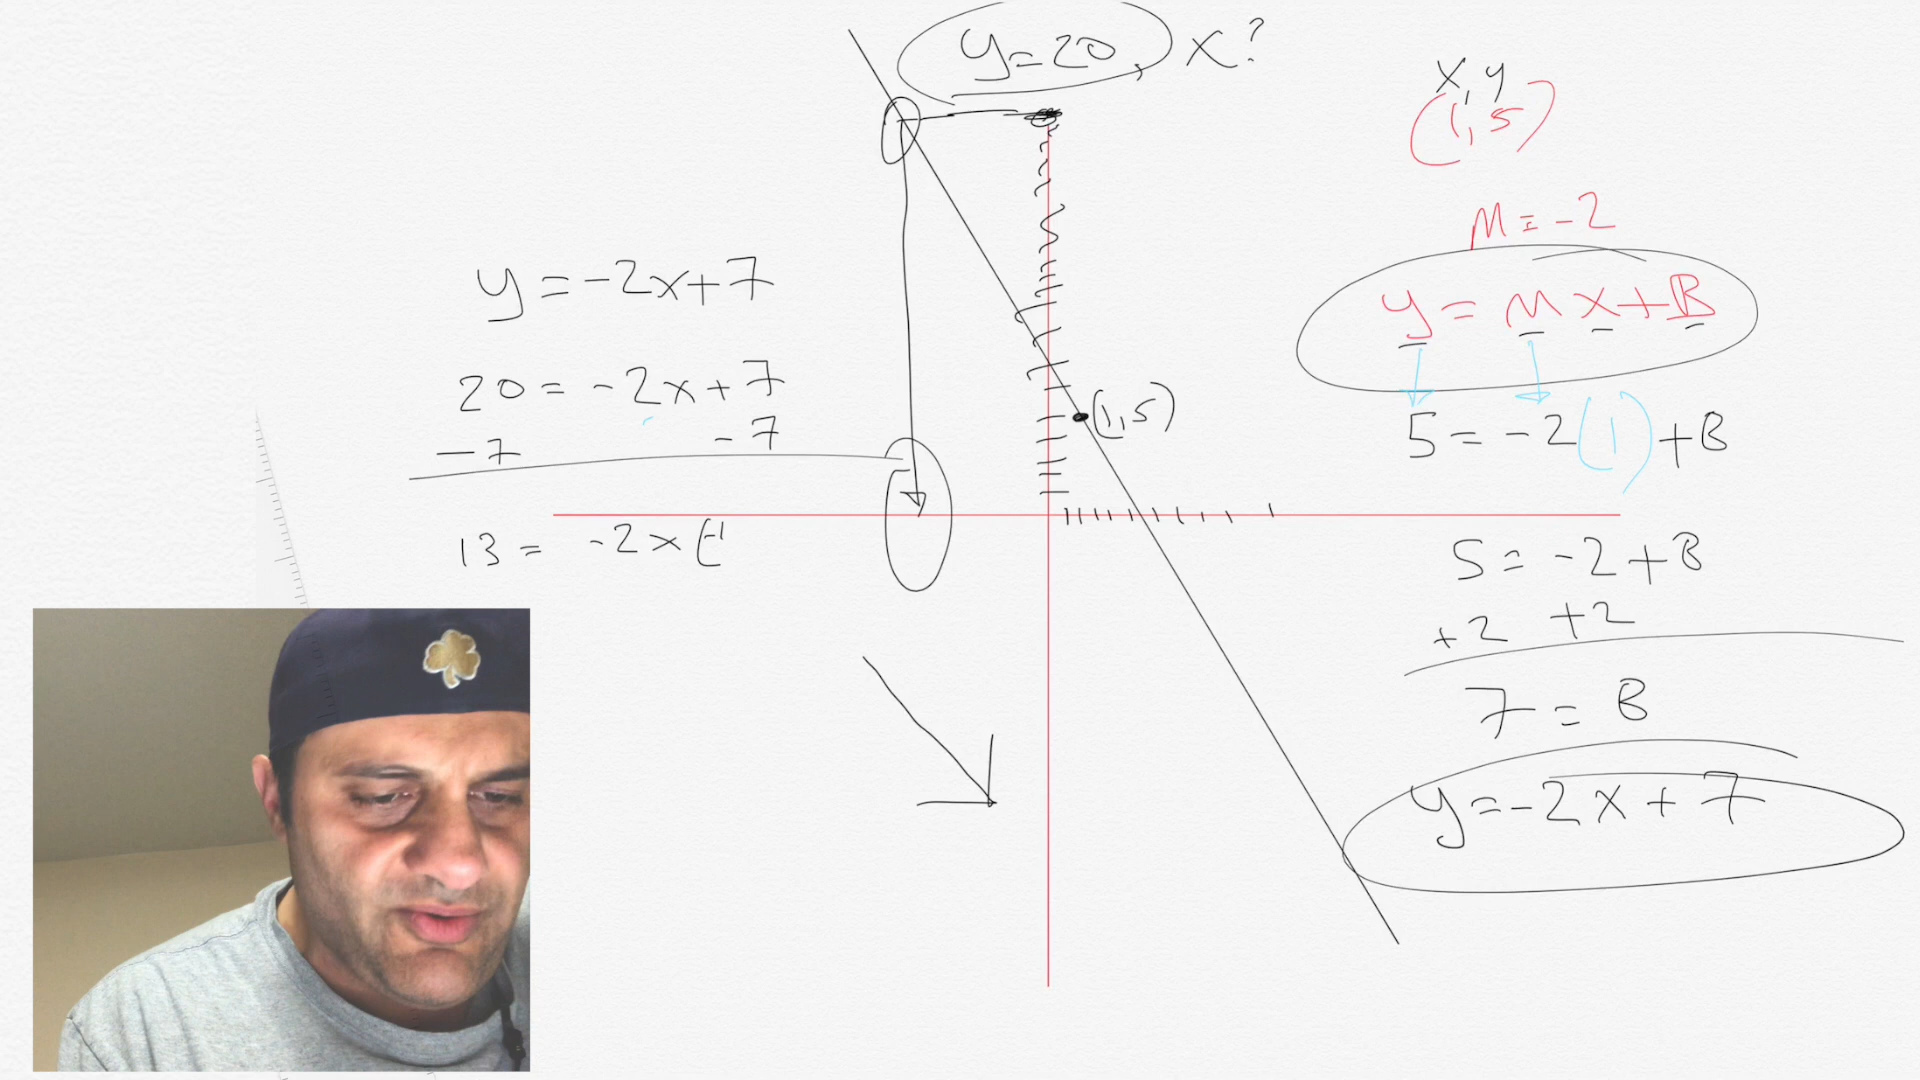 y=20, x?
x, y
(1, 5)
M=-2
y = Mx+B
5 = -2(1) +B
5 = -2+B
+2 +2
7 = B
y=-2x+7
y=-2x+7
20 = -2x+7
-7 -7
13 = -2x
(1,5)